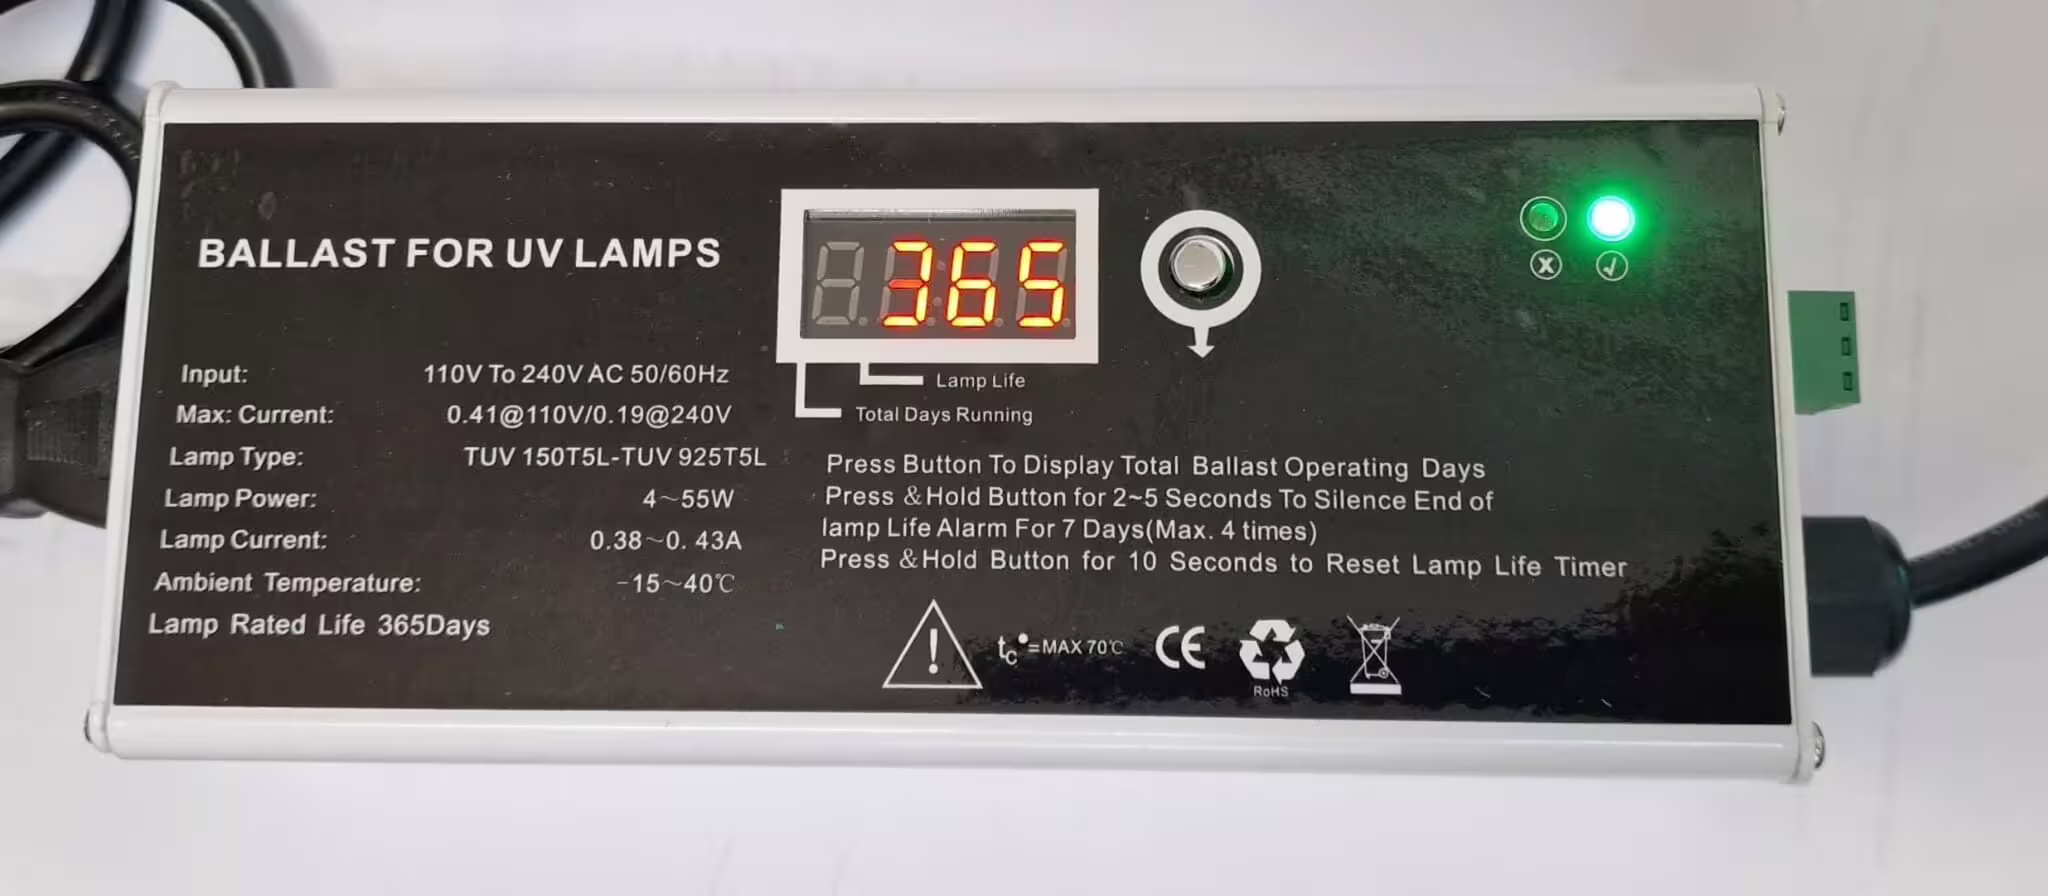 BALLAST FOR UV LAMPS
365
X √
Lamp Life
Total Days Running
Input: 110V To 240V AC 50/60Hz
Max: Current: 0.41@110V/0.19@240V
Lamp Type: TUV 150T5L-TUV 925T5L
Lamp Power: 4~55W
Lamp Current: 0.38~0. 43A
Ambient Temperature: -15~40℃
Lamp Rated Life 365Days
Press Button To Display Total Ballast Operating Days
Press &Hold Button for 2~5 Seconds To Silence End of
lamp Life Alarm For 7 Days(Max. 4 times)
Press &Hold Button for 10 Seconds to Reset Lamp Life Timer
! tc•=MAX 70℃ CE
RoHS